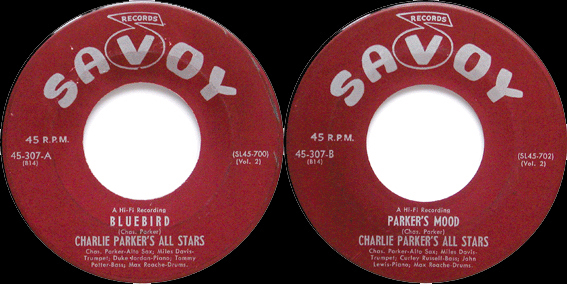 RECORDS
SAVOY
45 R.P.M.
45-307-A
(B14)
(SL45-700)
(Vol. 2)
A Hi-Fi Recording
BLUEBIRD
(Chas. Parker)
CHARLIE PARKER'S ALL STARS
Chas. Parker-Alto Sax; Miles Davis-
Trumpet; Duke Jordan-Piano; Tommy
Potter-Bass; Max Roache-Drums.
RECORDS
SAVOY
45 R.P.M.
45-307-B
(B14)
(SL45-702)
(Vol. 2)
A Hi-Fi Recording
PARKER'S MOOD
(Chas. Parker)
CHARLIE PARKER'S ALL STARS
Chas. Parker-Alto Sax; Miles Davis-
Trumpet; Curley Russell-Bass; John
Lewis-Piano; Max Roache-Drums.